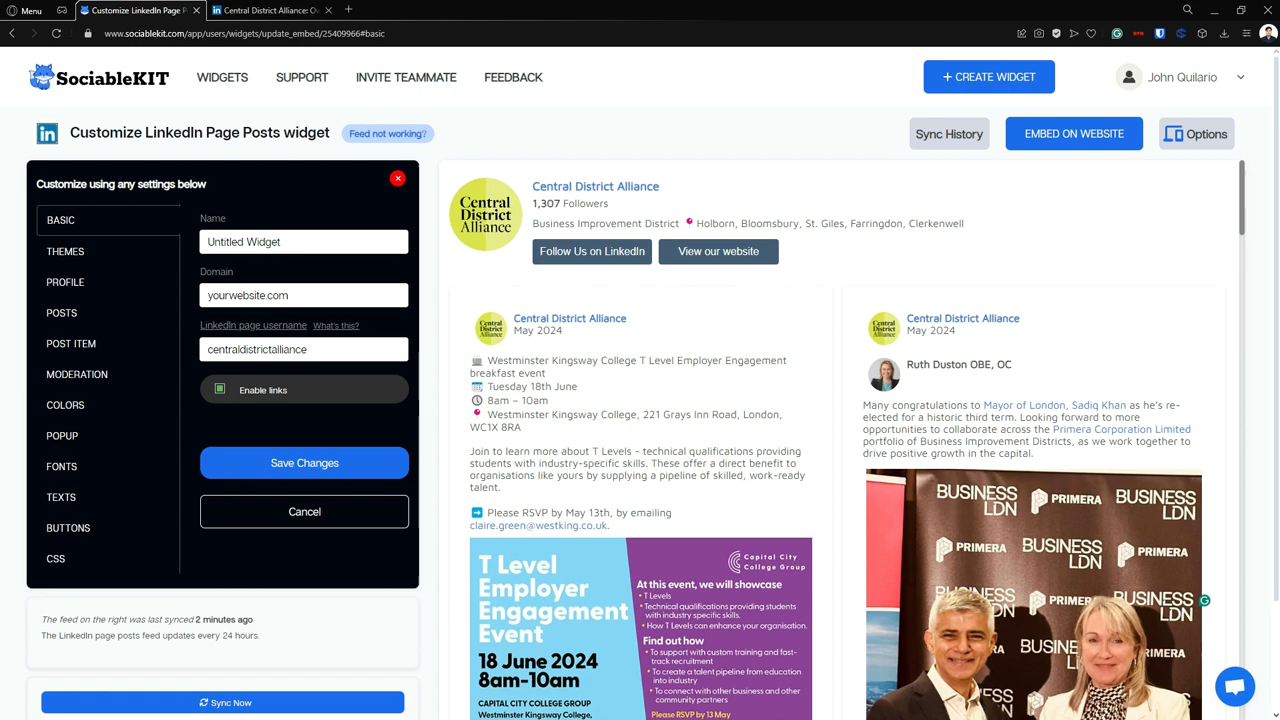 Menu
Customize LinkedIn P
Central District Alliance: O
www.sociablekit.com/app/users/widgets/update_embed/25409966#basic
SociableKIT
WIDGETS
SUPPORT
INVITE TEAMMATE
FEEDBACK
+ CREATE WIDGET
John Quilario
Customize LinkedIn Page Posts widget
Feed not working?
Sync History
EMBED ON WEBSITE
Options
Customize using any settings below
BASIC
THEMES
PROFILE
POSTS
POST ITEM
MODERATION
COLORS
POPUP
FONTS
TEXTS
BUTTONS
CSS
Name
Untitled Widget
Domain
yourwebsite.com
LinkedIn page username What's this?
centraldistrictalliance
Enable links
Save Changes
Cancel
The feed on the right was last synced 2 minutes ago
The LinkedIn page posts feed updates every 24 hours.
Sync Now
Central
District
Alliance
Central District Alliance
1,307 Followers
Business Improvement District 📍 Holborn, Bloomsbury, St. Giles, Farringdon, Clerkenwell
Follow Us on LinkedIn
View our website
Central
District
Alliance
Central District Alliance
May 2024
Westminster Kingsway College T Level Employer Engagement
breakfast event
Tuesday 18th June
8am – 10am
Westminster Kingsway College, 221 Grays Inn Road, London,
WC1X 8RA
Join to learn more about T Levels - technical qualifications providing
students with industry-specific skills. These offer a direct benefit to
organisations like yours by supplying a pipeline of skilled, work-ready
talent.
➡️ Please RSVP by May 13th, by emailing
claire.green@westking.co.uk.
T Level
Employer
Engagement
Event
18 June 2024
8am-10am
CAPITAL CITY COLLEGE GROUP
Westminster Kingsway College,
Capital City
College Group
At this event, we will showcase
• T Levels
• Technical qualifications providing students
with industry specific skills.
• How T Levels can enhance your organisation.
Find out how
• To support with custom training and fast-
track recruitment
• To create a talent pipeline from education
into industry
• To connect with other business and other
community partners
Please RSVP by 13 May
Central
District
Alliance
Central District Alliance
May 2024
Ruth Duston OBE, OC
Many congratulations to Mayor of London, Sadiq Khan as he's re-
elected for a historic third term. Looking forward to more
opportunities to collaborate across the Primera Corporation Limited
portfolio of Business Improvement Districts, as we work together to
drive positive growth in the capital.
BUSINESS
LDN
PRIMERA
BUSINESS
LDN
PRIMERA
BUSINESS
LDN
PRIMERA